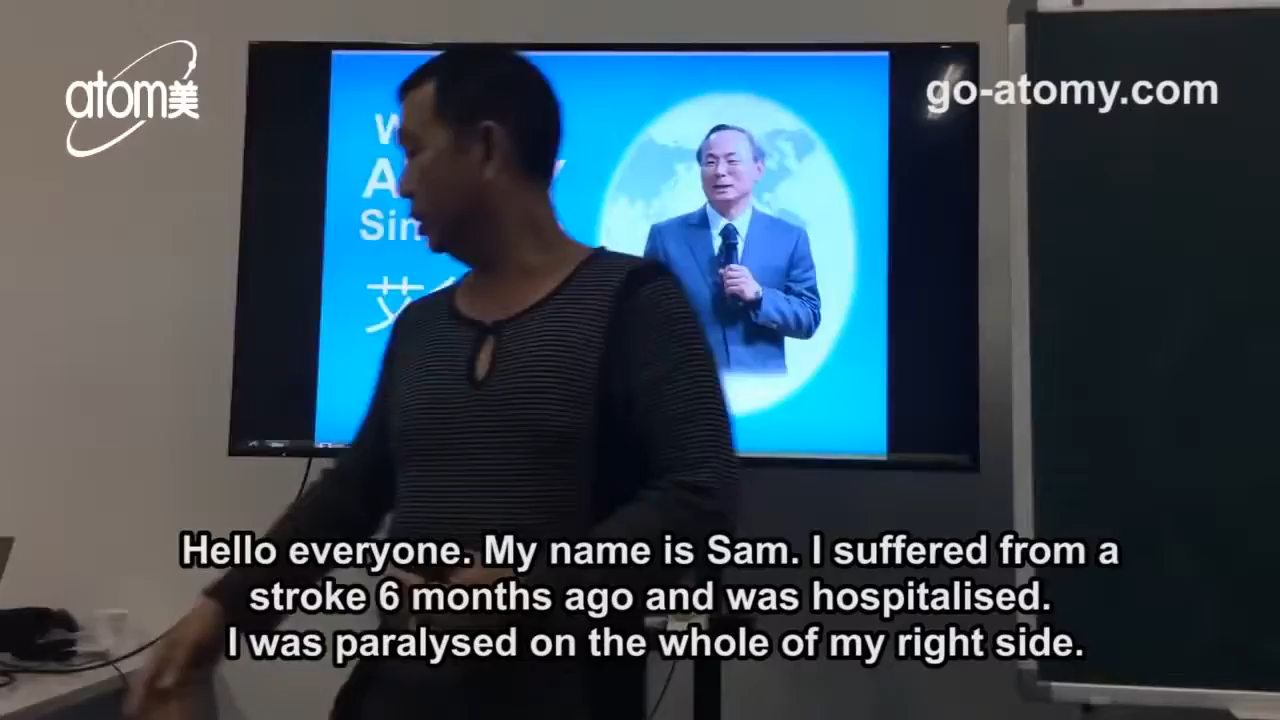 atom美
go-atomy.com
艾
Hello everyone. My name is Sam. I suffered from a
stroke 6 months ago and was hospitalised.
I was paralysed on the whole of my right side.